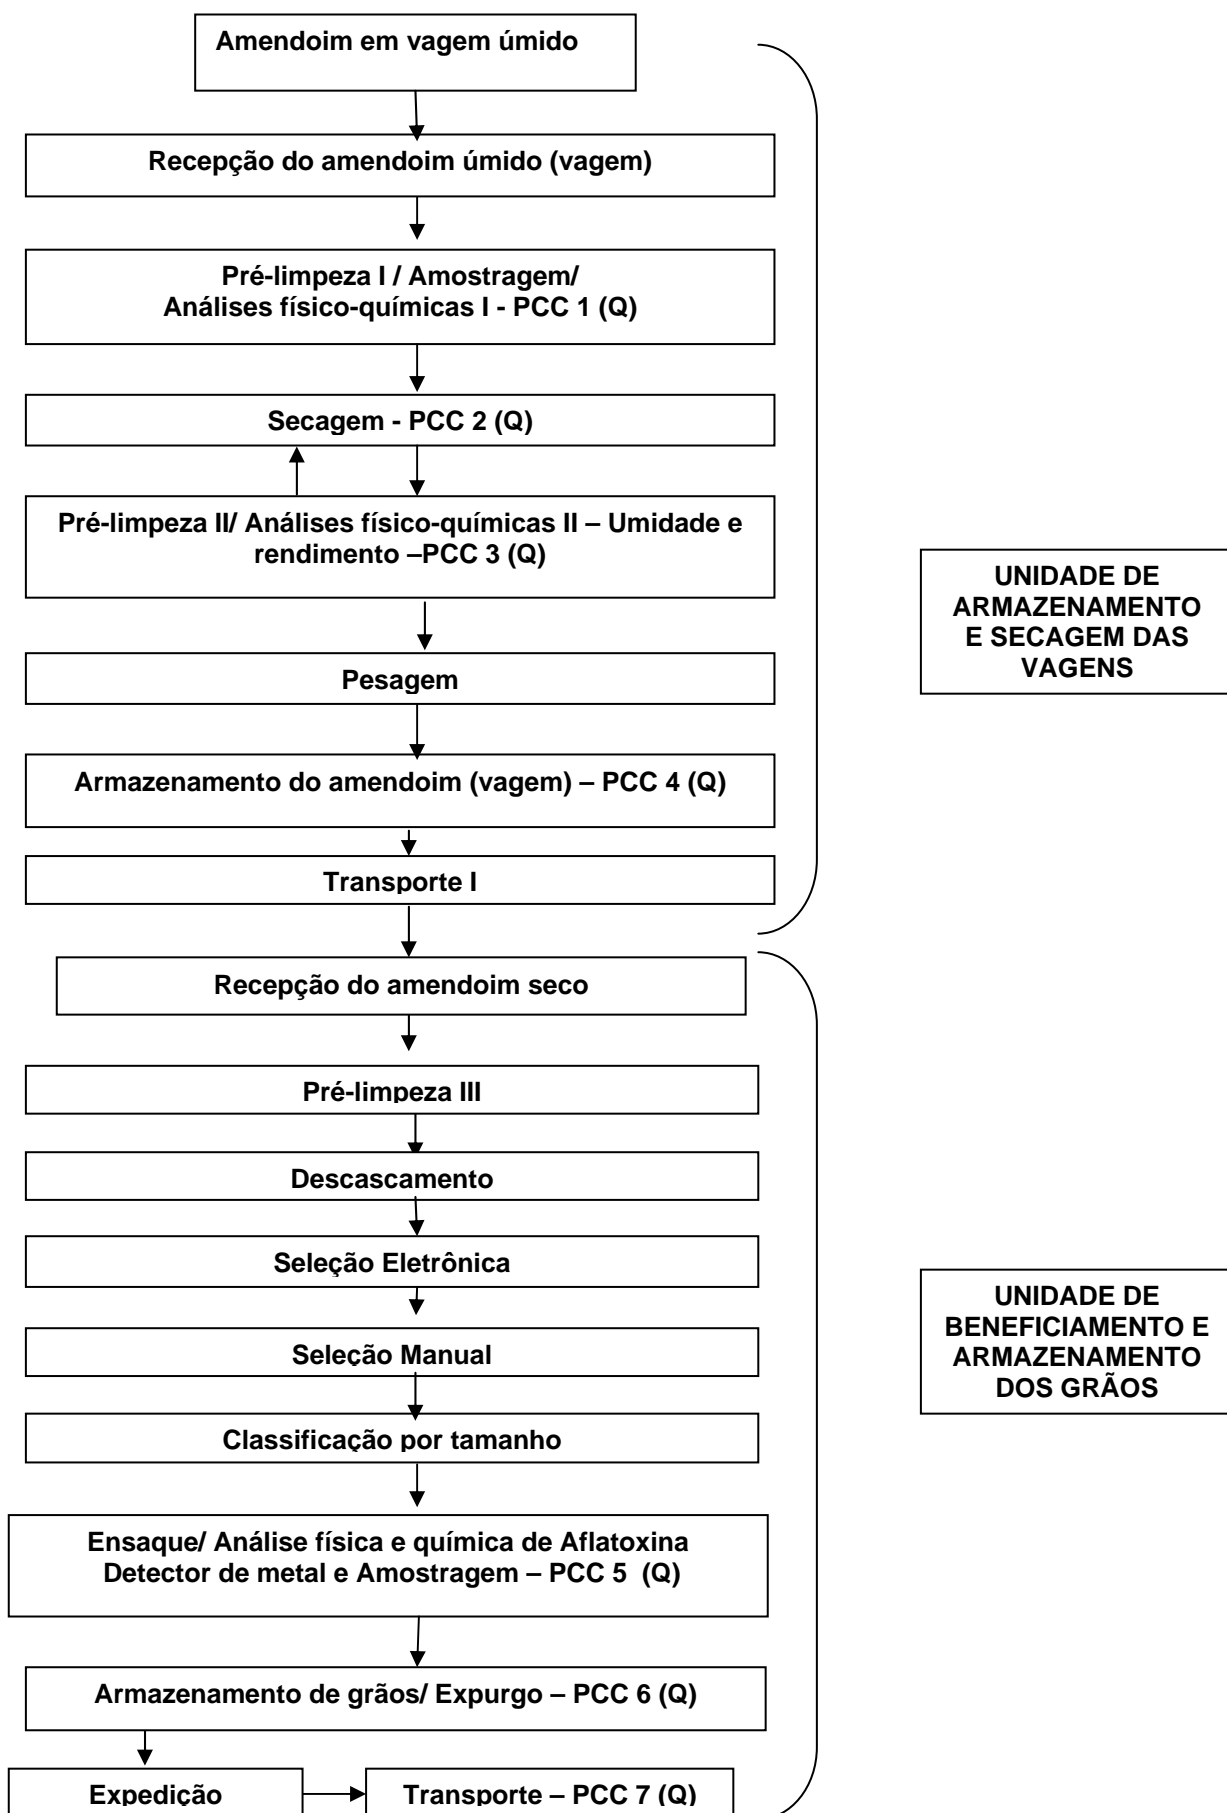 Amendoim em vagem úmido
Recepção do amendoim úmido (vagem)
Pré-limpeza I / Amostragem/
Análises físico-químicas I - PCC 1 (Q)
Secagem - PCC 2 (Q)
Pré-limpeza II/ Análises físico-químicas II – Umidade e
rendimento –PCC 3 (Q)
Pesagem
Armazenamento do amendoim (vagem) – PCC 4 (Q)
Transporte I
UNIDADE DE
ARMAZENAMENTO
E SECAGEM DAS
VAGENS
Recepção do amendoim seco
Pré-limpeza III
Descascamento
Seleção Eletrônica
Seleção Manual
Classificação por tamanho
Ensaque/ Análise física e química de Aflatoxina
Detector de metal e Amostragem – PCC 5  (Q)
Armazenamento de grãos/ Expurgo – PCC 6 (Q)
Expedição
Transporte – PCC 7 (Q)
UNIDADE DE
BENEFICIAMENTO E
ARMAZENAMENTO
DOS GRÃOS